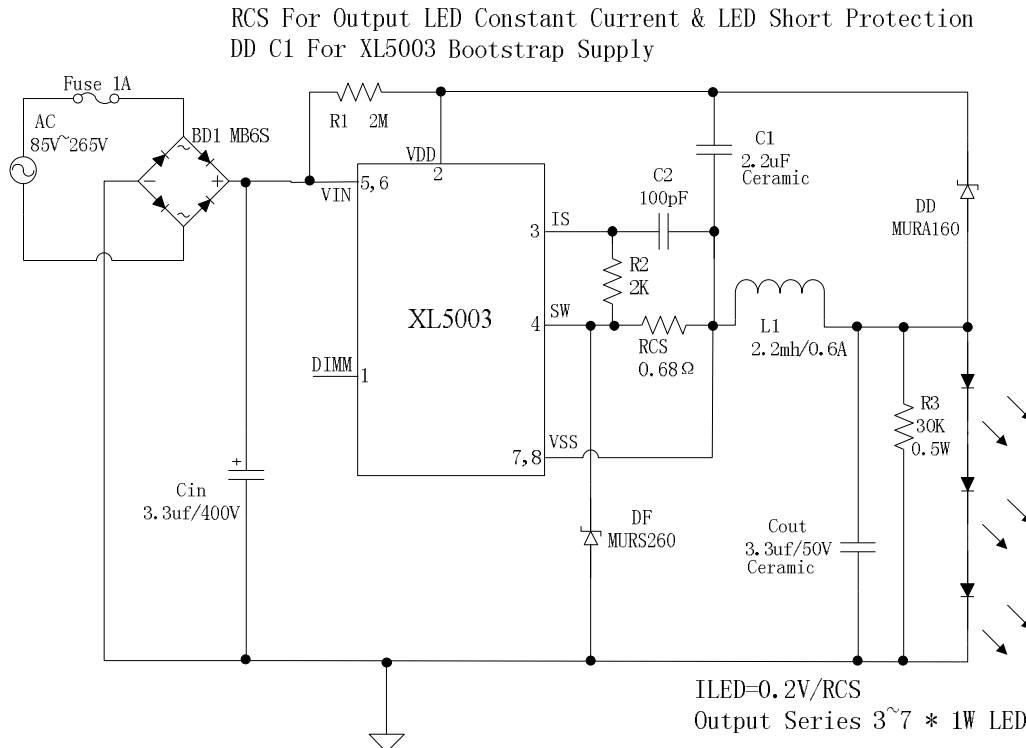 RCS For Output LED Constant Current & LED Short Protection
DD C1 For XL5003 Bootstrap Supply
Fuse 1A
AC
85V~265V
BD1 MB6S
R1 2M
VDD
2
VIN
5,6
C1
2.2uF
Ceramic
C2
100pF
DD
MURA160
3
IS
R2
2K
XL5003
4
SW
RCS
0.68Ω
L1
2.2mh/0.6A
DIMM
1
R3
30K
0.5W
7,8
VSS
+
Cin
3.3uf/400V
DF
MURS260
Cout
3.3uf/50V
Ceramic
ILED=0.2V/RCS
Output Series 3~7 * 1W LED